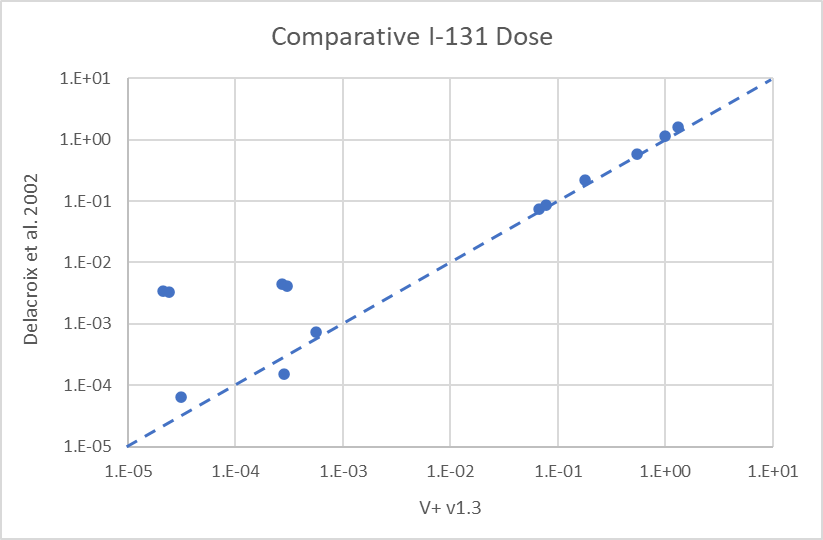 Comparative I-131 Dose
1.E+01
1.E+00
1.E-01
1.E-02
1.E-03
1.E-04
1.E-05
Delacroix et al. 2002
1.E-05 1.E-04 1.E-03 1.E-02 1.E-01 1.E+00 1.E+01
V+ v1.3